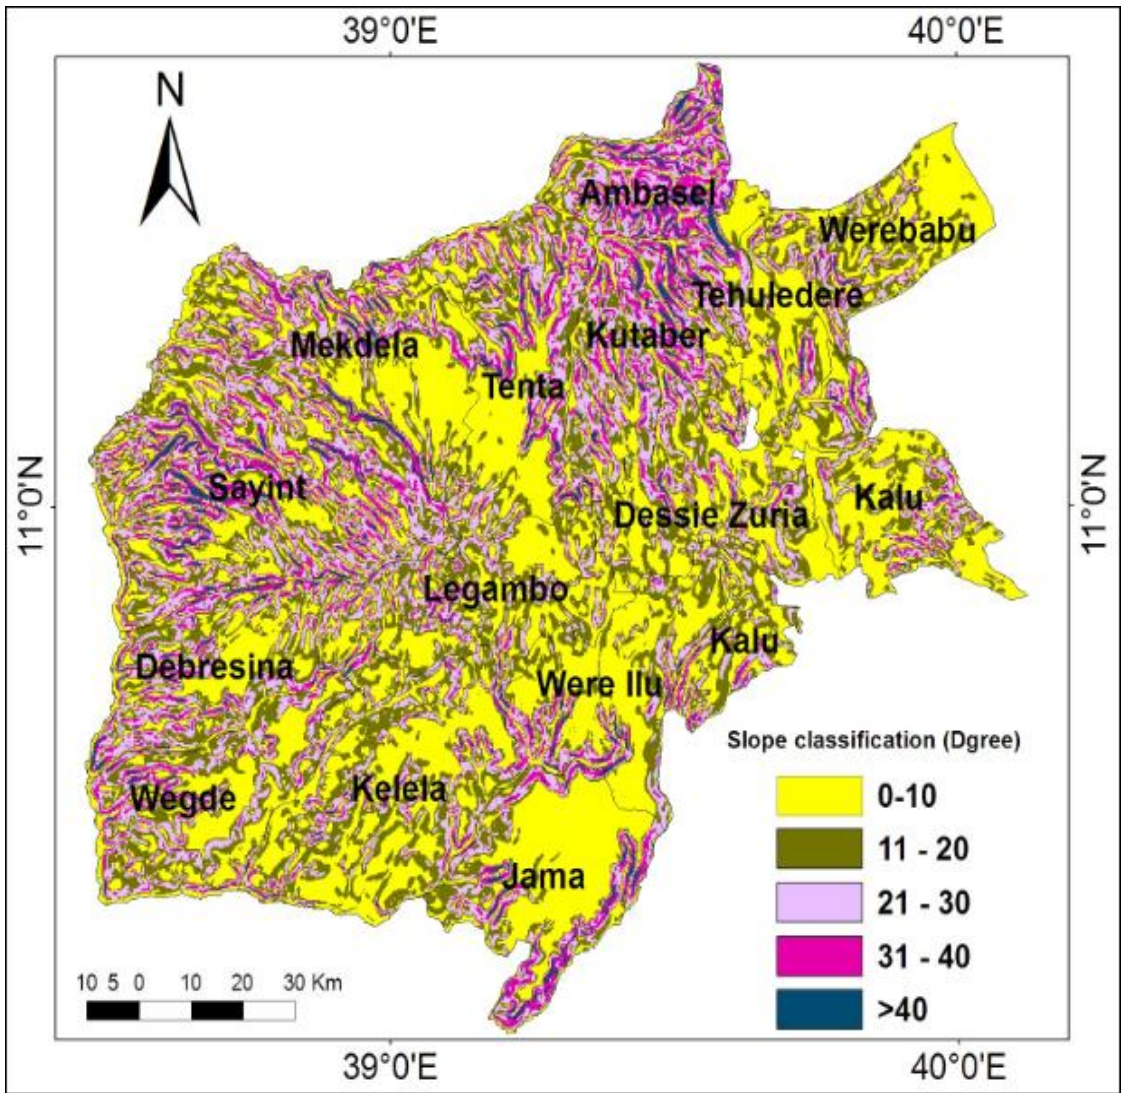 39°0'E 40°0'E
N
Ambasel
Werebabu
Tehuledere
Kutaber
Mekdela
Tenta
11°0'N
Sayint
Kalu
11°0'N
Dessie Zuria
Legambo
Kalu
Debresina
Were Ilu
Slope classification (Dgree)
Wegde
Kelela
0-10
11 - 20
Jama
21 - 30
31 - 40
10 5 0 10 20 30 Km
>40
39°0'E 40°0'E